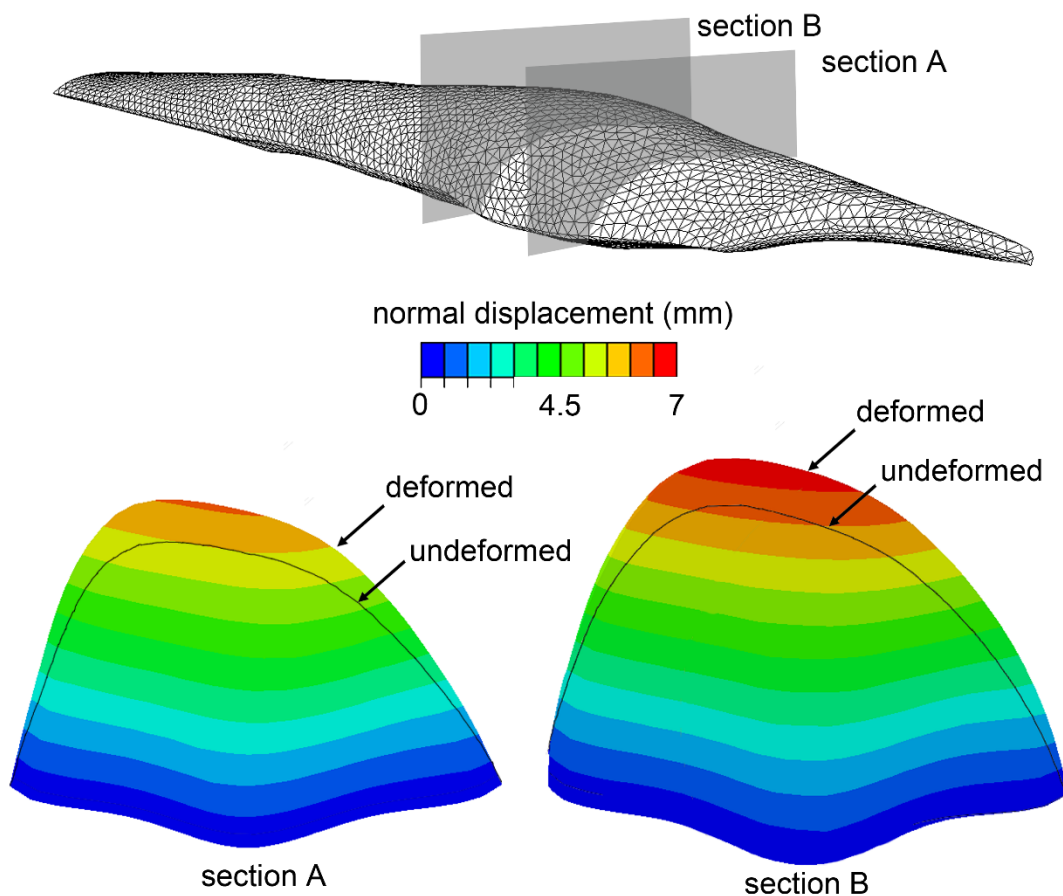 section B
section A
normal displacement (mm)
0 4.5 7
deformed
undeformed
deformed
undeformed
section A
section B